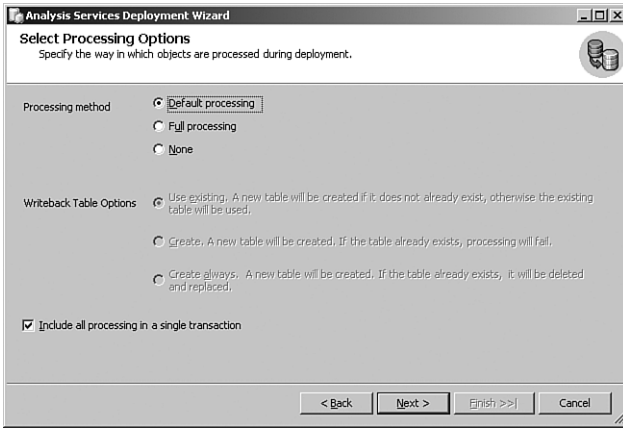 Analysis Services Deployment Wizard
Select Processing Options
Specify the way in which objects are processed during deployment.
Processing method
Default processing
Full processing
None
Writeback Table Options
Use existing. A new table will be created if it does not already exist, otherwise the existing
table will be used.
Create. A new table will be created. If the table already exists, processing will fail.
Create always. A new table will be created. If the table already exists, it will be deleted
and replaced.
Include all processing in a single transaction
< Back
Next >
Finish >>|
Cancel